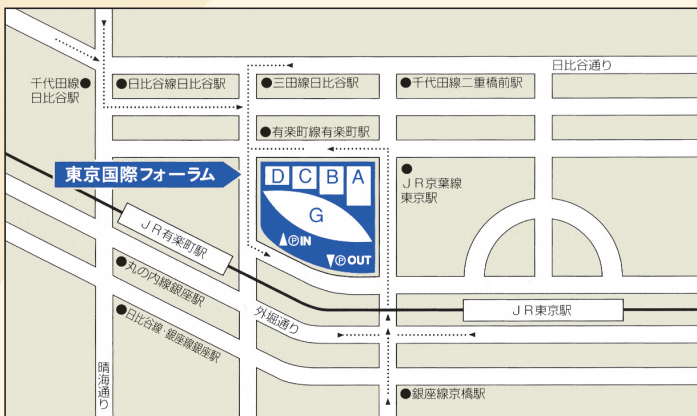 日比谷通り
千代田線
日比谷駅
●日比谷線日比谷駅
●三田線日比谷駅
●千代田線二重橋前駅
●有楽町線有楽町駅
東京国際フォーラム
D C B A
G
▲ⓅIN
▼ⓅOUT
JR京葉線
東京駅
JR有楽町駅
●丸の内線銀座駅
●日比谷線・銀座線銀座駅
外堀通り
JR東京駅
晴海通り
●銀座線京橋駅